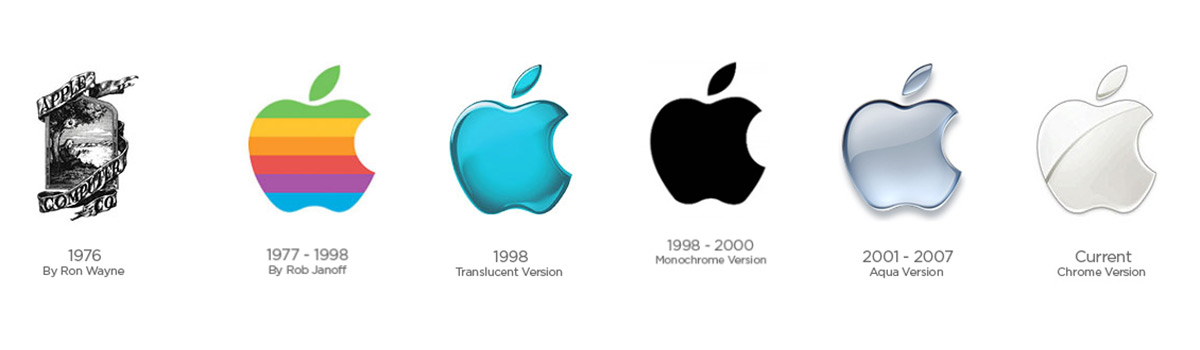 APPLE
COMPUTER
CO
1976
By Ron Wayne
1977 - 1998
By Rob Janoff
1998
Translucent Version
1998 - 2000
Monochrome Version
2001 - 2007
Aqua Version
Current
Chrome Version